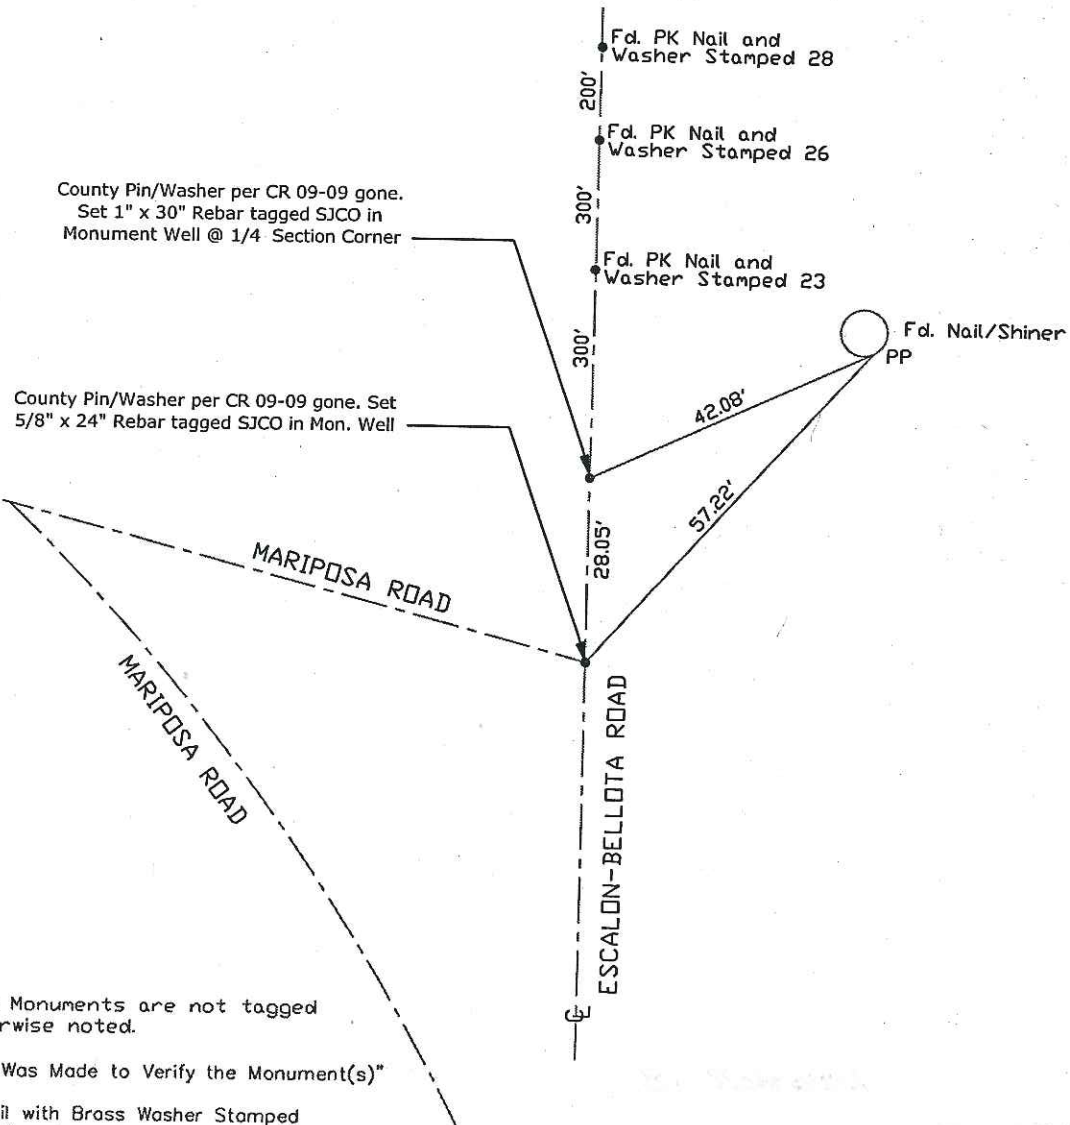 Fd. PK Nail and
Washer Stamped 28
200'
Fd. PK Nail and
Washer Stamped 26
County Pin/Washer per CR 09-09 gone.
Set 1" x 30" Rebar tagged SJCO in
Monument Well @ 1/4 Section Corner
300'
Fd. PK Nail and
Washer Stamped 23
Fd. Nail/Shiner
PP
300'
County Pin/Washer per CR 09-09 gone. Set
5/8" x 24" Rebar tagged SJCO in Mon. Well
42.08'
57.22'
28.05'
MARIPOSA ROAD
MARIPOSA ROAD
ESCALON-BELLOTA ROAD
Monuments are not tagged
rwise noted.
Was Made to Verify the Monument(s)"
il with Brass Washer Stamped